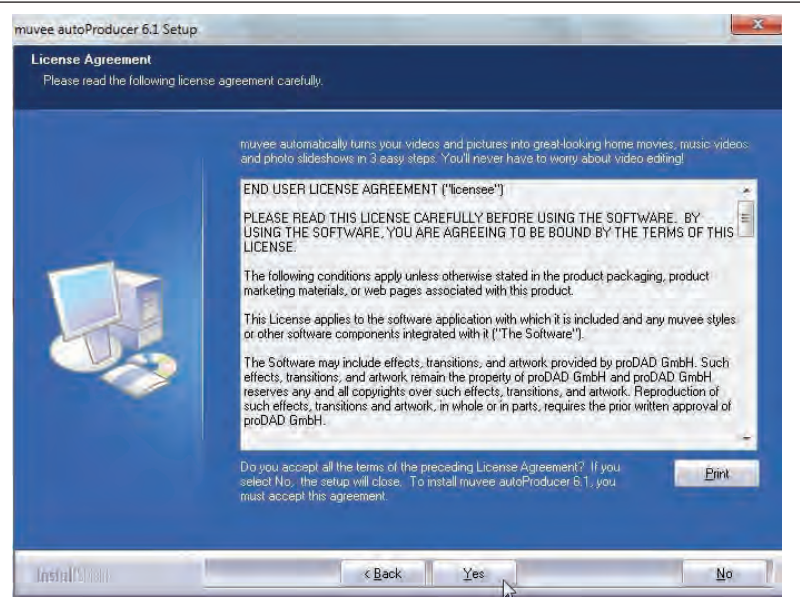 muvee autoProducer 6.1 Setup
License Agreement
Please read the following license agreement carefully.
muvee automatically turns your videos and pictures into great-looking home movies, music videos
and photo slideshows in 3 easy steps. You'll never have to worry about video editing!
END USER LICENSE AGREEMENT ("licensee")
PLEASE READ THIS LICENSE CAREFULLY BEFORE USING THE SOFTWARE. BY
USING THE SOFTWARE, YOU ARE AGREEING TO BE BOUND BY THE TERMS OF THIS
LICENSE.
The following conditions apply unless otherwise stated in the product packaging, product
marketing materials, or web pages associated with this product.
This License applies to the software application with which it is included and any muvee styles
or other software components integrated with it ("The Software").
The Software may include effects, transitions, and artwork provided by proDAD GmbH. Such
effects, transitions, and artwork remain the property of proDAD GmbH and proDAD GmbH
reserves any and all copyrights over such effects, transitions, and artwork. Reproduction of
such effects, transitions and artwork, in whole or in parts, requires the prior written approval of
proDAD GmbH.
Do you accept all the terms of the preceding License Agreement? If you
select No, the setup will close. To install muvee autoProducer 6.1, you
must accept this agreement.
Print
InstallShield
< Back
Yes
No